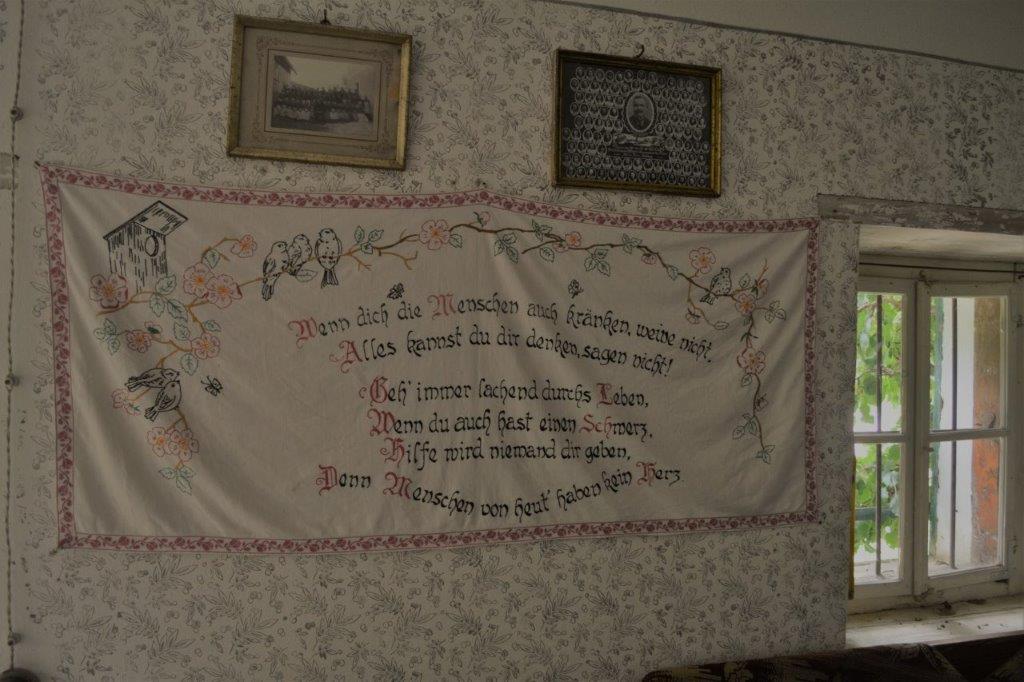 Wenn dich die Menschen auch kränken, weine nicht.
Alles kannst du dir denken, sagen nicht!
Geh' immer lachend durchs Leben,
Wenn du auch hast einen Schmerz,
Hilfe wird niemand dir geben,
Denn Menschen von heut' haben kein Herz.